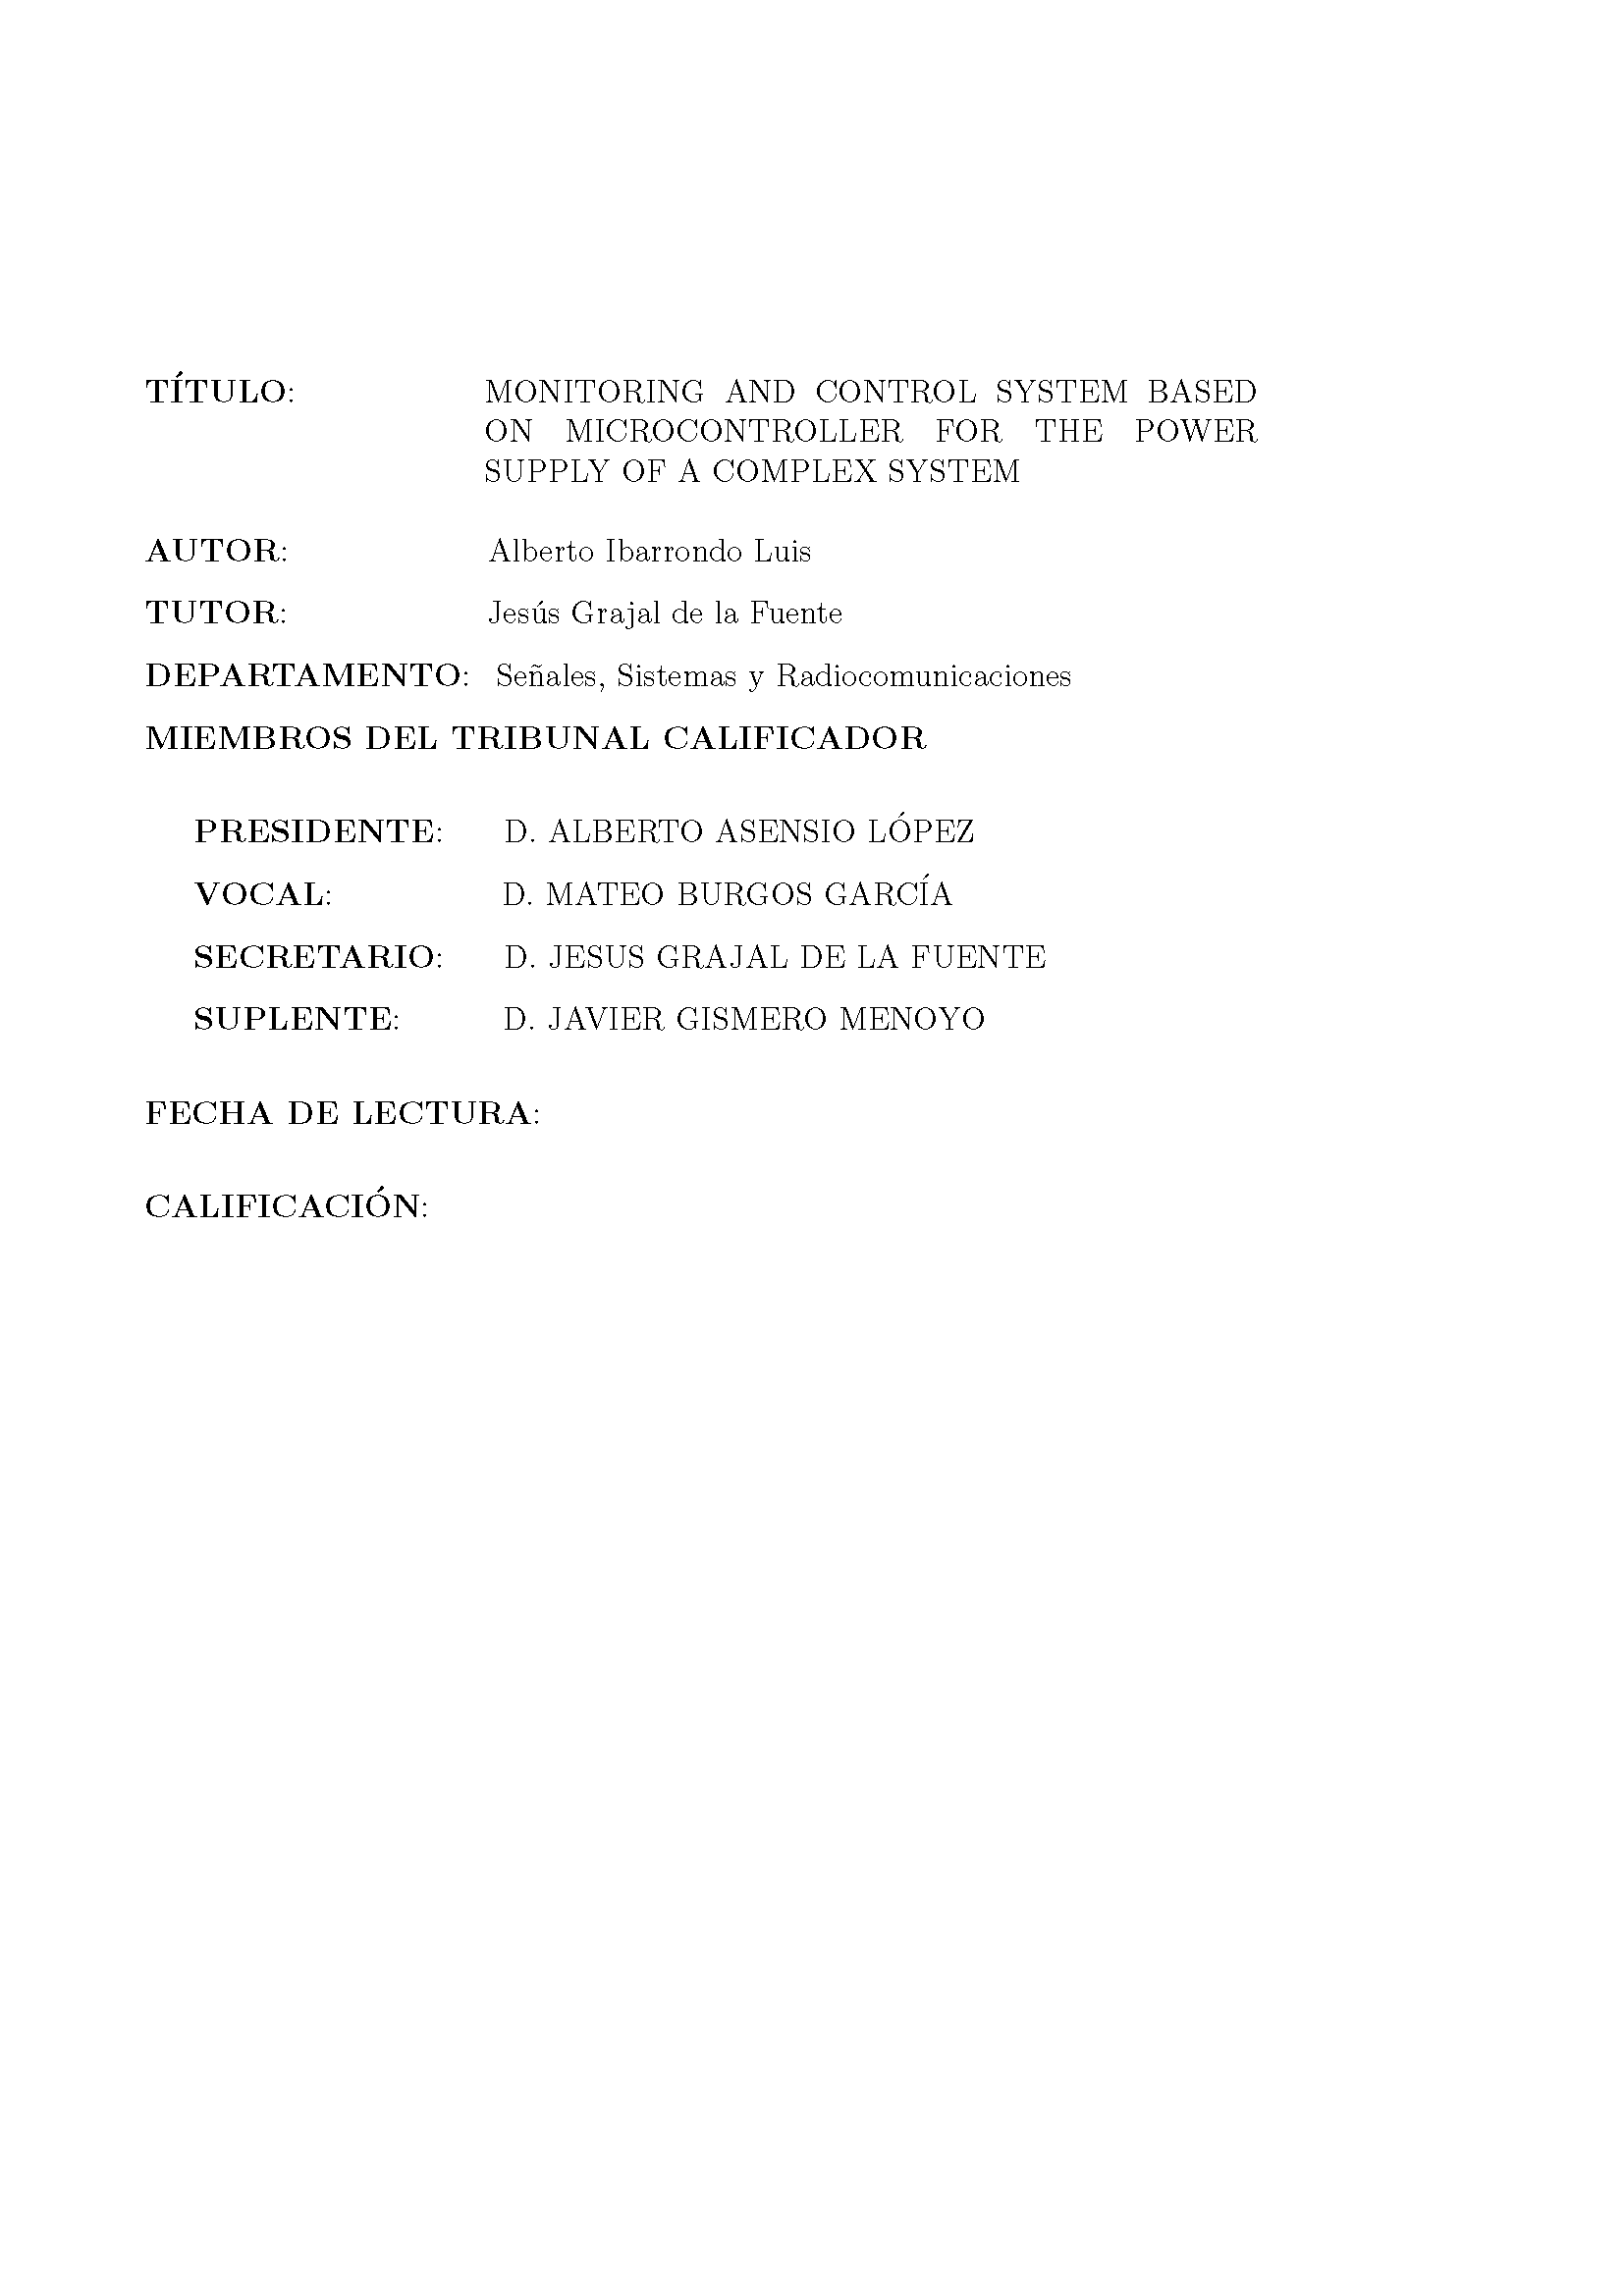 TÍTULO: MONITORING AND CONTROL SYSTEM BASED
ON MICROCONTROLLER FOR THE POWER
SUPPLY OF A COMPLEX SYSTEM
AUTOR: Alberto Ibarrondo Luis
TUTOR: Jesús Grajal de la Fuente
DEPARTAMENTO: Señales, Sistemas y Radiocomunicaciones
MIEMBROS DEL TRIBUNAL CALIFICADOR
PRESIDENTE: D. ALBERTO ASENSIO LÓPEZ
VOCAL: D. MATEO BURGOS GARCÍA
SECRETARIO: D. JESUS GRAJAL DE LA FUENTE
SUPLENTE: D. JAVIER GISMERO MENOYO
FECHA DE LECTURA:
CALIFICACIÓN: